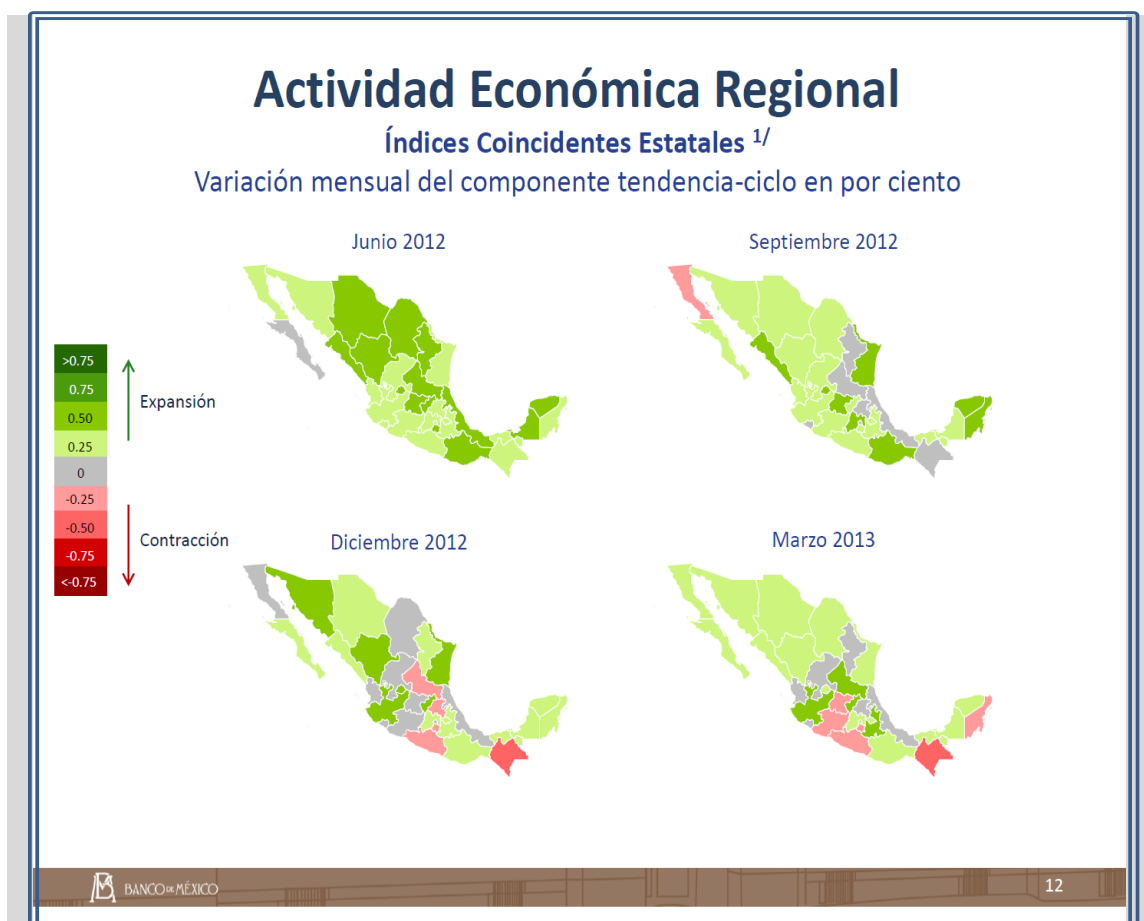 Actividad Económica Regional
Índices Coincidentes Estatales 1/
Variación mensual del componente tendencia-ciclo en por ciento
Junio 2012
Septiembre 2012
>0.75
0.75
0.50
0.25
0
-0.25
-0.50
-0.75
<-0.75
Expansión
Contracción
Diciembre 2012
Marzo 2013
BANCO DE MÉXICO
12